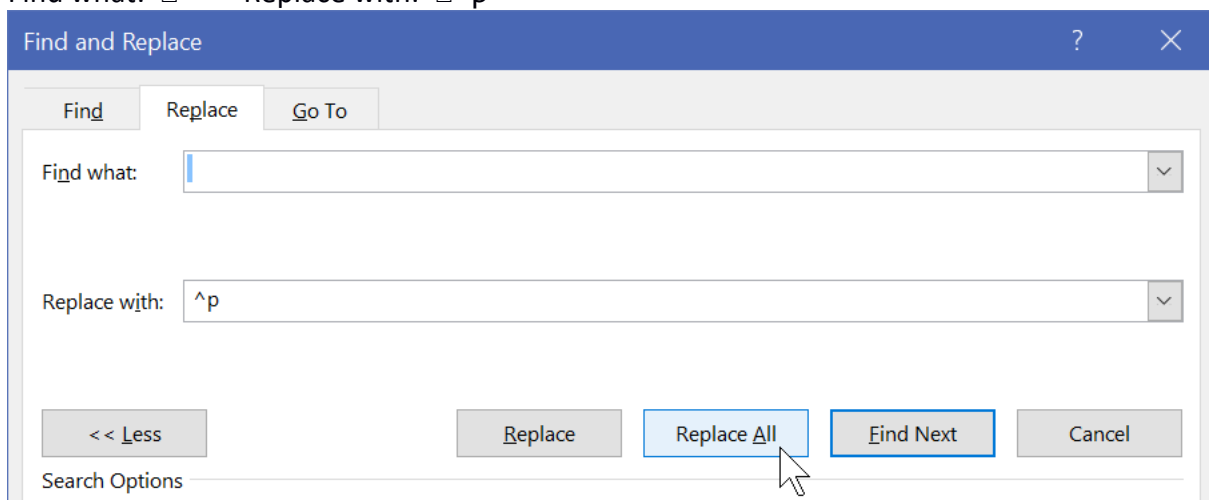 Find and Replace ?
Find Replace Go To
Find what:
Replace with: ^p
<< Less Replace Replace All Find Next Cancel
Search Options